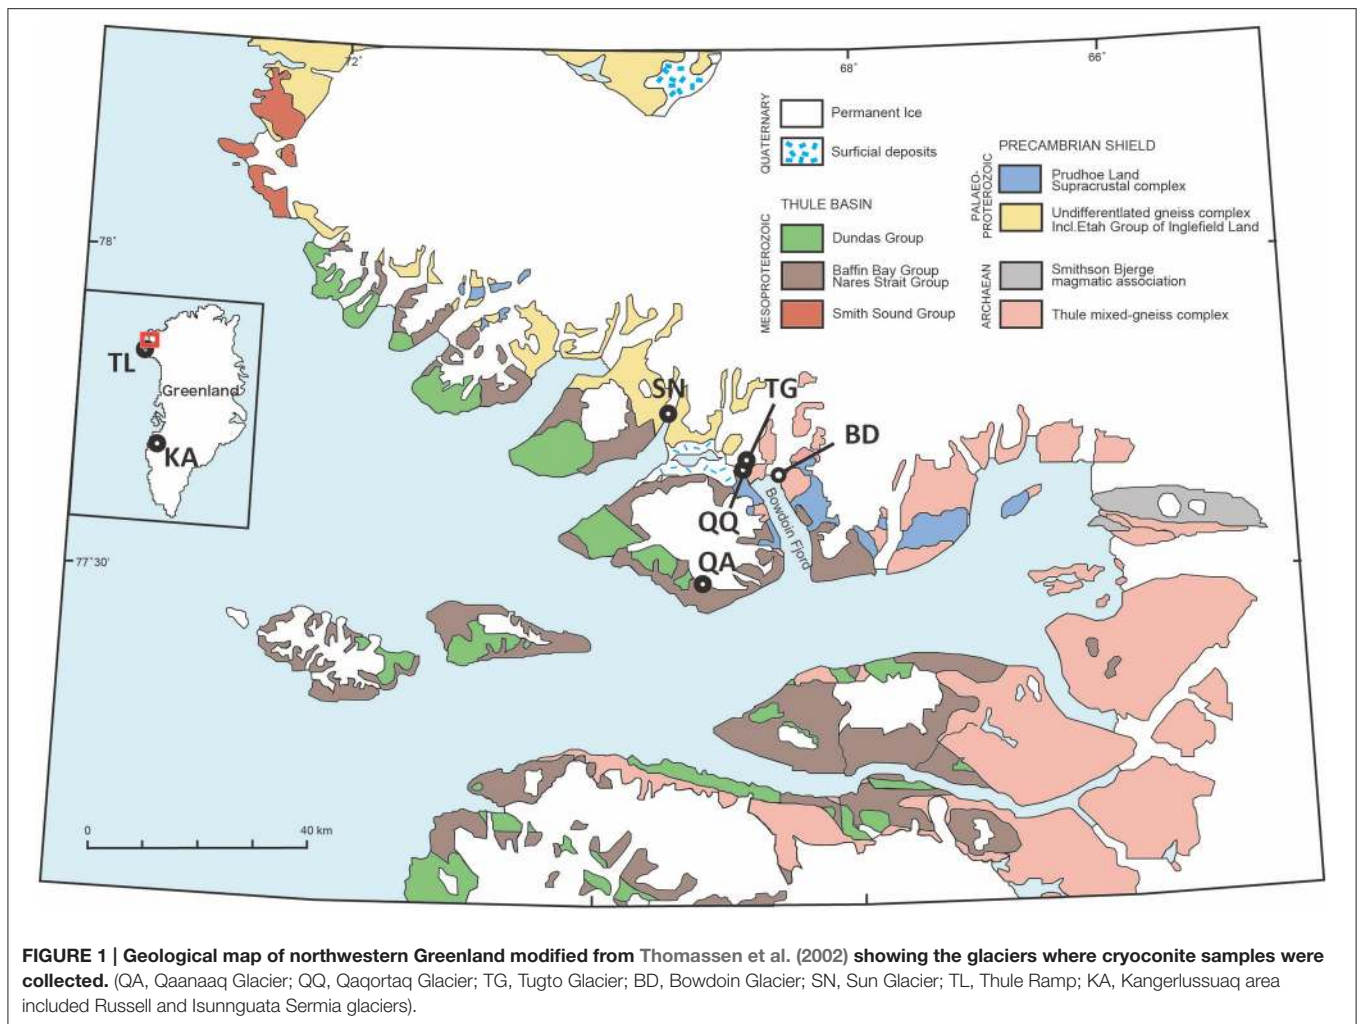 72°
68°
66°
78°
77°30'
QUATERNARY
Permanent Ice
Surficial deposits
THULE BASIN
MESOPROTEROZOIC
Dundas Group
Baffin Bay Group
Nares Strait Group
Smith Sound Group
PRECAMBRIAN SHIELD
PALAEO-
PROTEROZOIC
Prudhoe Land
Supracrustal complex
Undifferentlated gneiss complex
Incl.Etah Group of Inglefield Land
ARCHAEAN
Smithson Bjerge
magmatic association
Thule mixed-gneiss complex
TL
Greenland
KA
SN
TG
BD
QQ
Bowdoin Fjord
QA
0
40 km
FIGURE 1 | Geological map of northwestern Greenland modified from Thomassen et al. (2002) showing the glaciers where cryoconite samples were
collected. (QA, Qaanaaq Glacier; QQ, Qaqortaq Glacier; TG, Tugto Glacier; BD, Bowdoin Glacier; SN, Sun Glacier; TL, Thule Ramp; KA, Kangerlussuaq area
included Russell and Isunnguata Sermia glaciers).